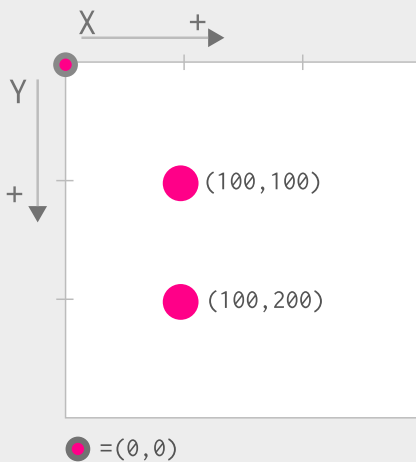 X +
Y
+
(100,100)
(100,200)
=(0,0)